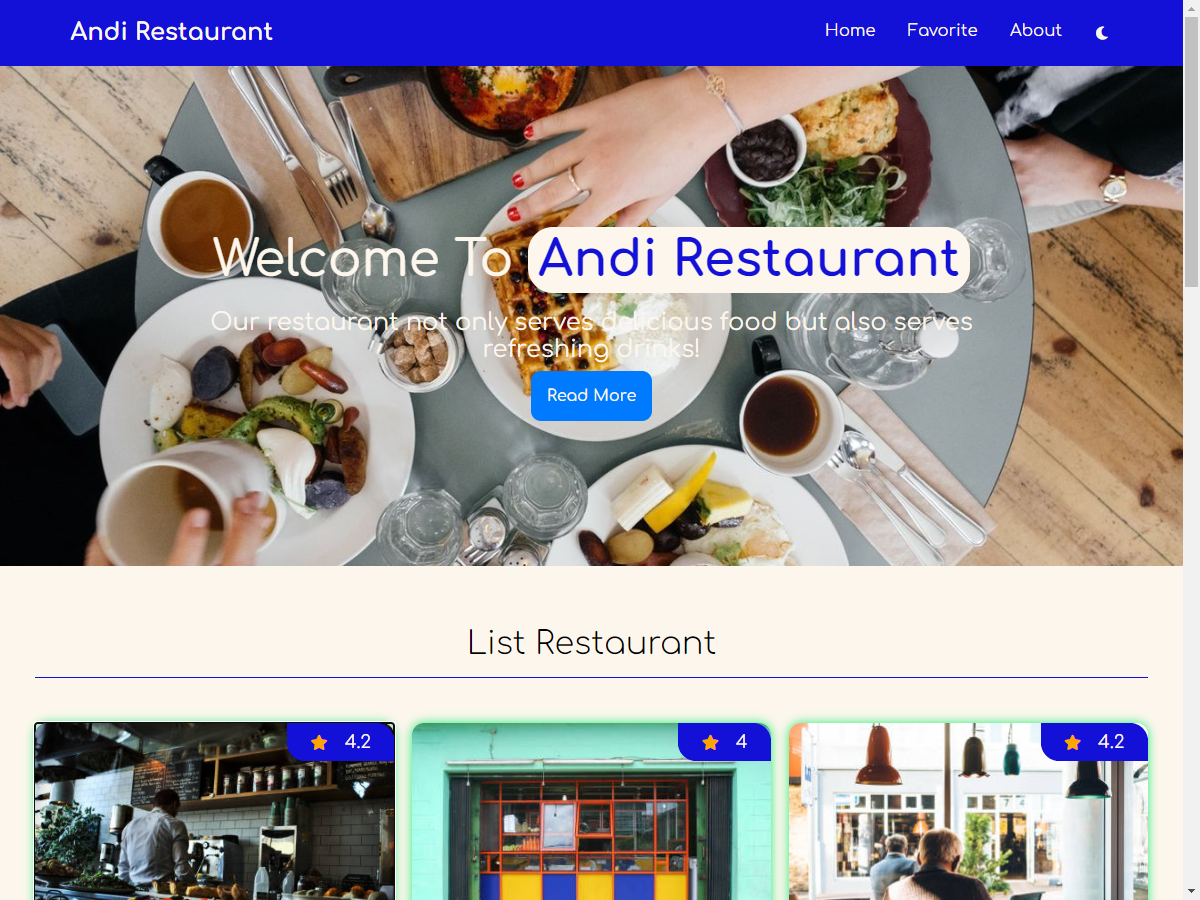 Andi Restaurant
Home Favorite About
Welcome To Andi Restaurant
Our restaurant not only serves delicious food but also serves
refreshing drinks!
Read More
List Restaurant
4.2
4
4.2